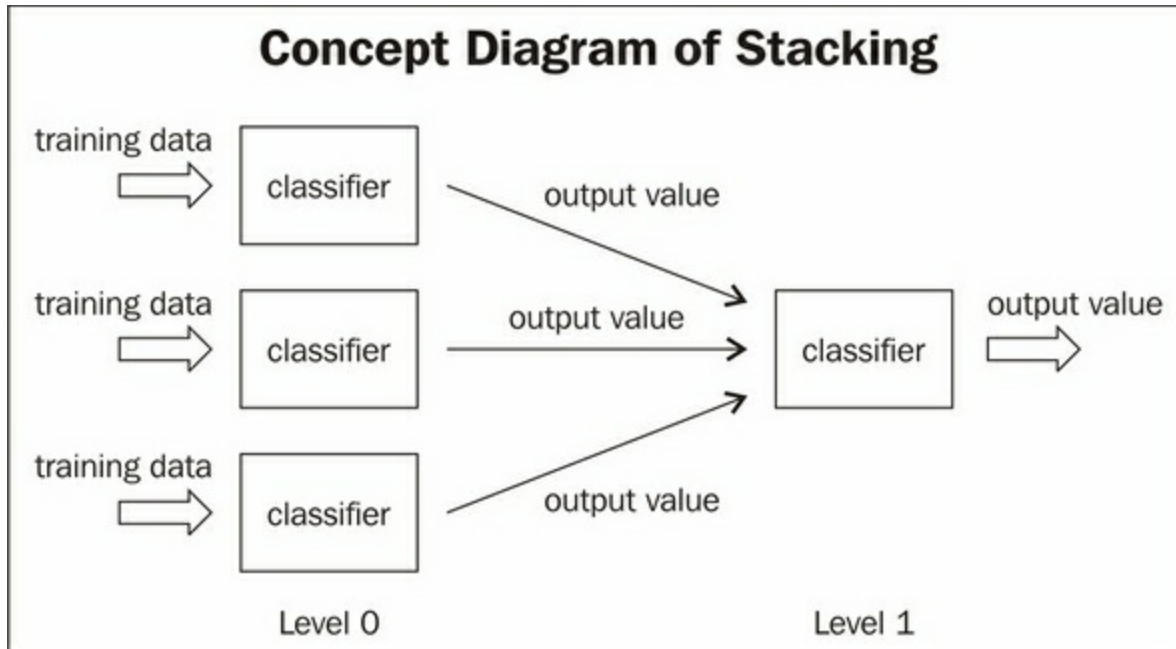 Concept Diagram of Stacking
training data
classifier
output value
training data
classifier
output value
classifier
output value
training data
classifier
output value
Level 0
Level 1